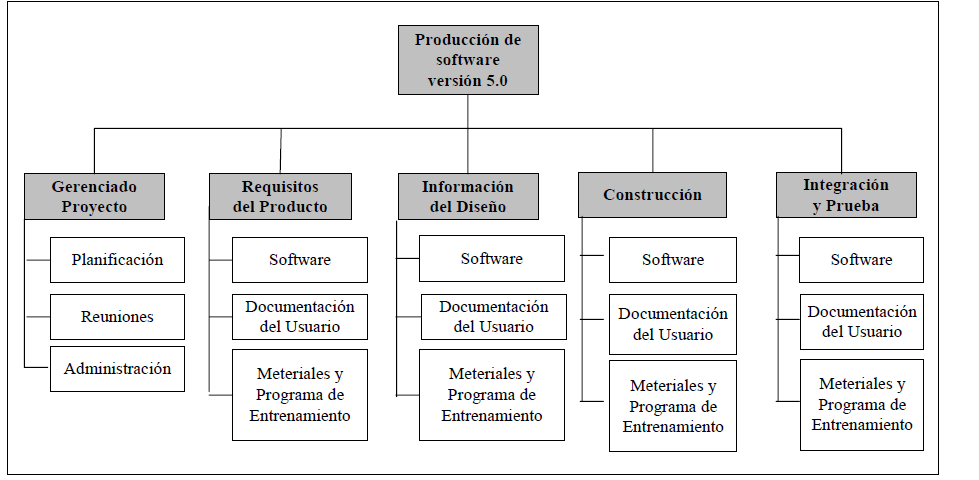 Producción de
software
versión 5.0
Gerenciado
Proyecto
Planificación
Reuniones
Administración
Requisitos
del Producto
Software
Documentación
del Usuario
Meteriales y
Programa de
Entrenamiento
Información
del Diseño
Software
Documentación
del Usuario
Meteriales y
Programa de
Entrenamiento
Construcción
Software
Documentación
del Usuario
Meteriales y
Programa de
Entrenamiento
Integración
y Prueba
Software
Documentación
del Usuario
Meteriales y
Programa de
Entrenamiento